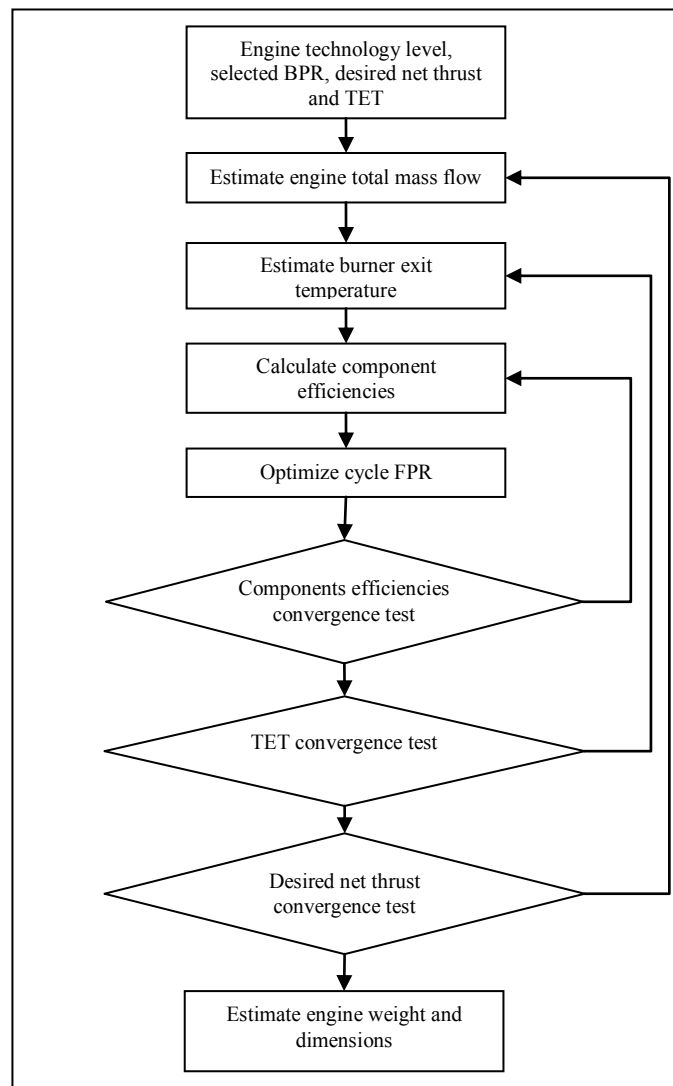 Engine technology level,
selected BPR, desired net thrust
and TET
Estimate engine total mass flow
Estimate burner exit
temperature
Calculate component
efficiencies
Optimize cycle FPR
Components efficiencies
convergence test
TET convergence test
Desired net thrust
convergence test
Estimate engine weight and
dimensions